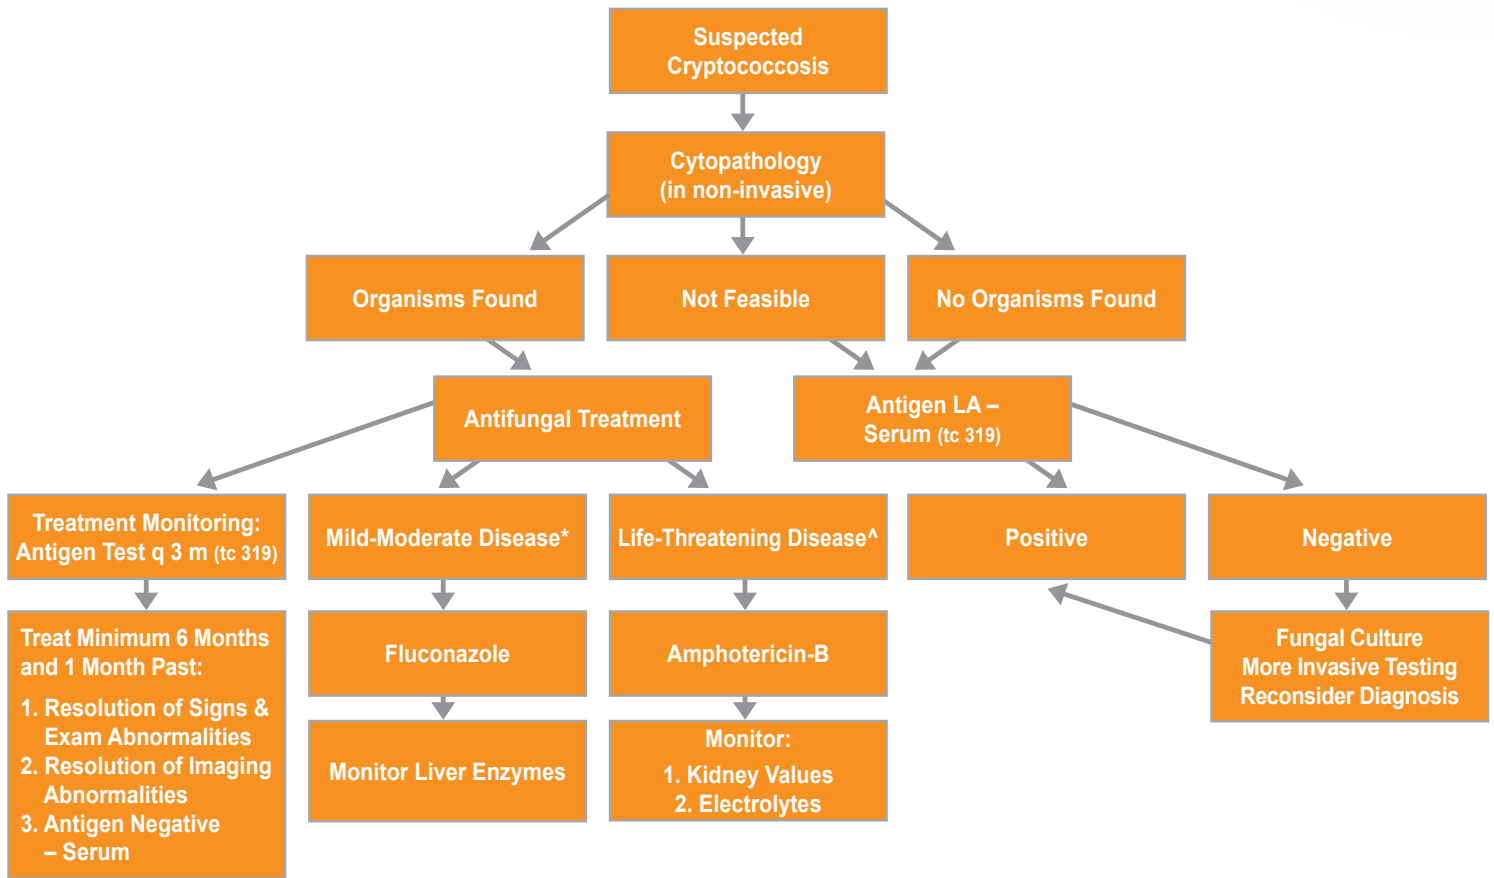 Suspected
Cryptococcosis
Cytopathology
(in non-invasive)
Organisms Found
Not Feasible
No Organisms Found
Antifungal Treatment
Antigen LA –
Serum (tc 319)
Treatment Monitoring:
Antigen Test q 3 m (tc 319)
Mild-Moderate Disease*
Life-Threatening Disease^
Positive
Negative
Treat Minimum 6 Months
and 1 Month Past:
1. Resolution of Signs &
Exam Abnormalities
2. Resolution of Imaging
Abnormalities
3. Antigen Negative
– Serum
Fluconazole
Amphotericin-B
Fungal Culture
More Invasive Testing
Reconsider Diagnosis
Monitor Liver Enzymes
Monitor:
1. Kidney Values
2. Electrolytes